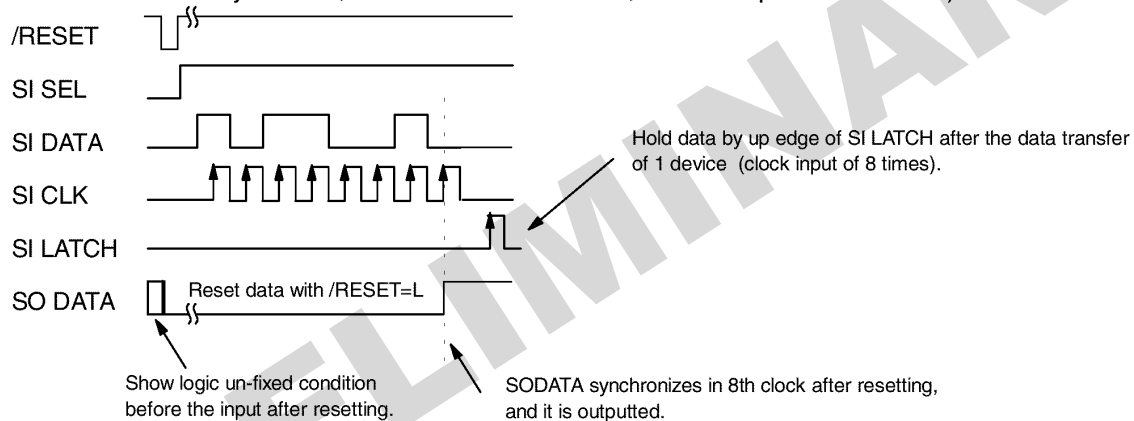 /RESET
SI SEL
SI DATA
Hold data by up edge of SI LATCH after the data transfer
of 1 device (clock input of 8 times).
SI CLK
SI LATCH
SO DATA
Reset data with /RESET=L
Show logic un-fixed condition
before the input after resetting.
SODATA synchronizes in 8th clock after resetting,
and it is outputted.
ELIMINAR